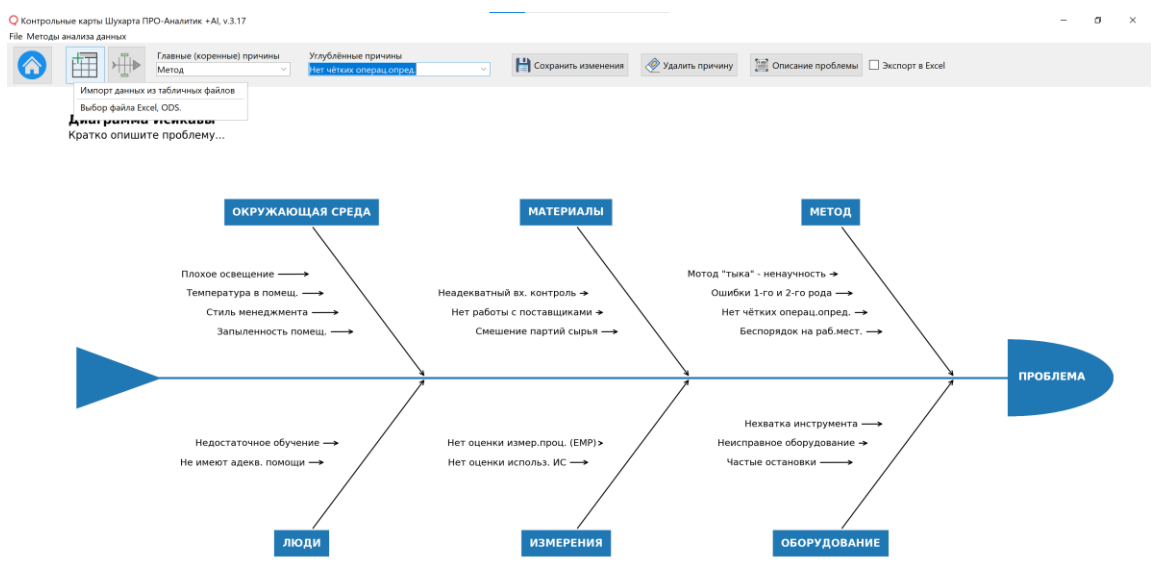 Контрольные карты Шухарта ПРО-Аналитик +AI, v.3.17
File Методы анализа данных
Главные (коренные) причины
Метод
Углублённые причины
Нет чётких операц.опред.
Сохранить изменения
Удалить причину
Описание проблемы
Экспорт в Excel
Импорт данных из табличных файлов
Выбор файла Excel, ODS.
Диаграмма Исикавы
Кратко опишите проблему...
ОКРУЖАЮЩАЯ СРЕДА
МАТЕРИАЛЫ
МЕТОД
Плохое освещение
Температура в помещ.
Стиль менеджмента
Запыленность помещ.
Неадекватный вх. контроль
Нет работы с поставщиками
Смешение партий сырья
Мотод "тыка" - ненаучность
Ошибки 1-го и 2-го рода
Нет чётких операц.опред.
Беспорядок на раб.мест.
ПРОБЛЕМА
Недостаточное обучение
Не имеют адекв. помощи
Нет оценки измер.проц. (EMP)
Нет оценки использ. ИС
Нехватка инструмента
Неисправное оборудование
Частые остановки
ЛЮДИ
ИЗМЕРЕНИЯ
ОБОРУДОВАНИЕ